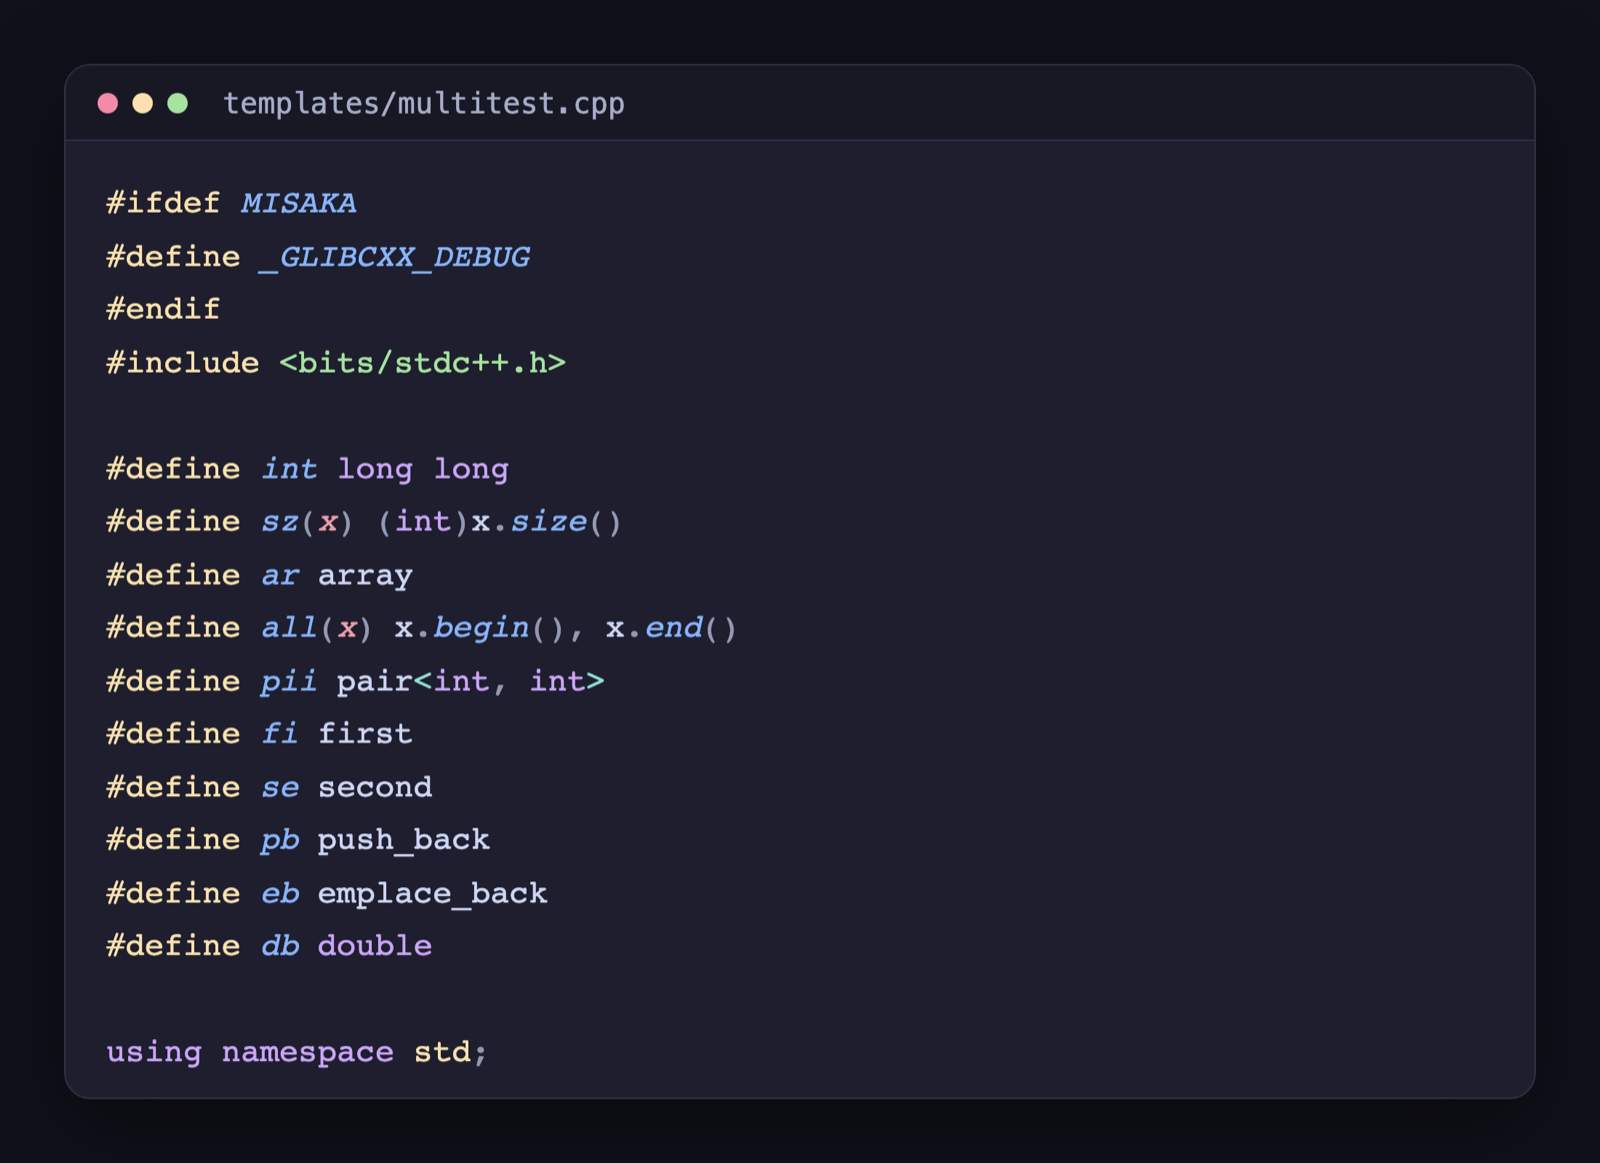 templates/multitest.cpp
#ifdef MISAKA
#define _GLIBCXX_DEBUG
#endif
#include <bits/stdc++.h>
#define int long long
#define sz(x) (int)x.size()
#define ar array
#define all(x) x.begin(), x.end()
#define pii pair<int, int>
#define fi first
#define se second
#define pb push_back
#define eb emplace_back
#define db double
using namespace std;